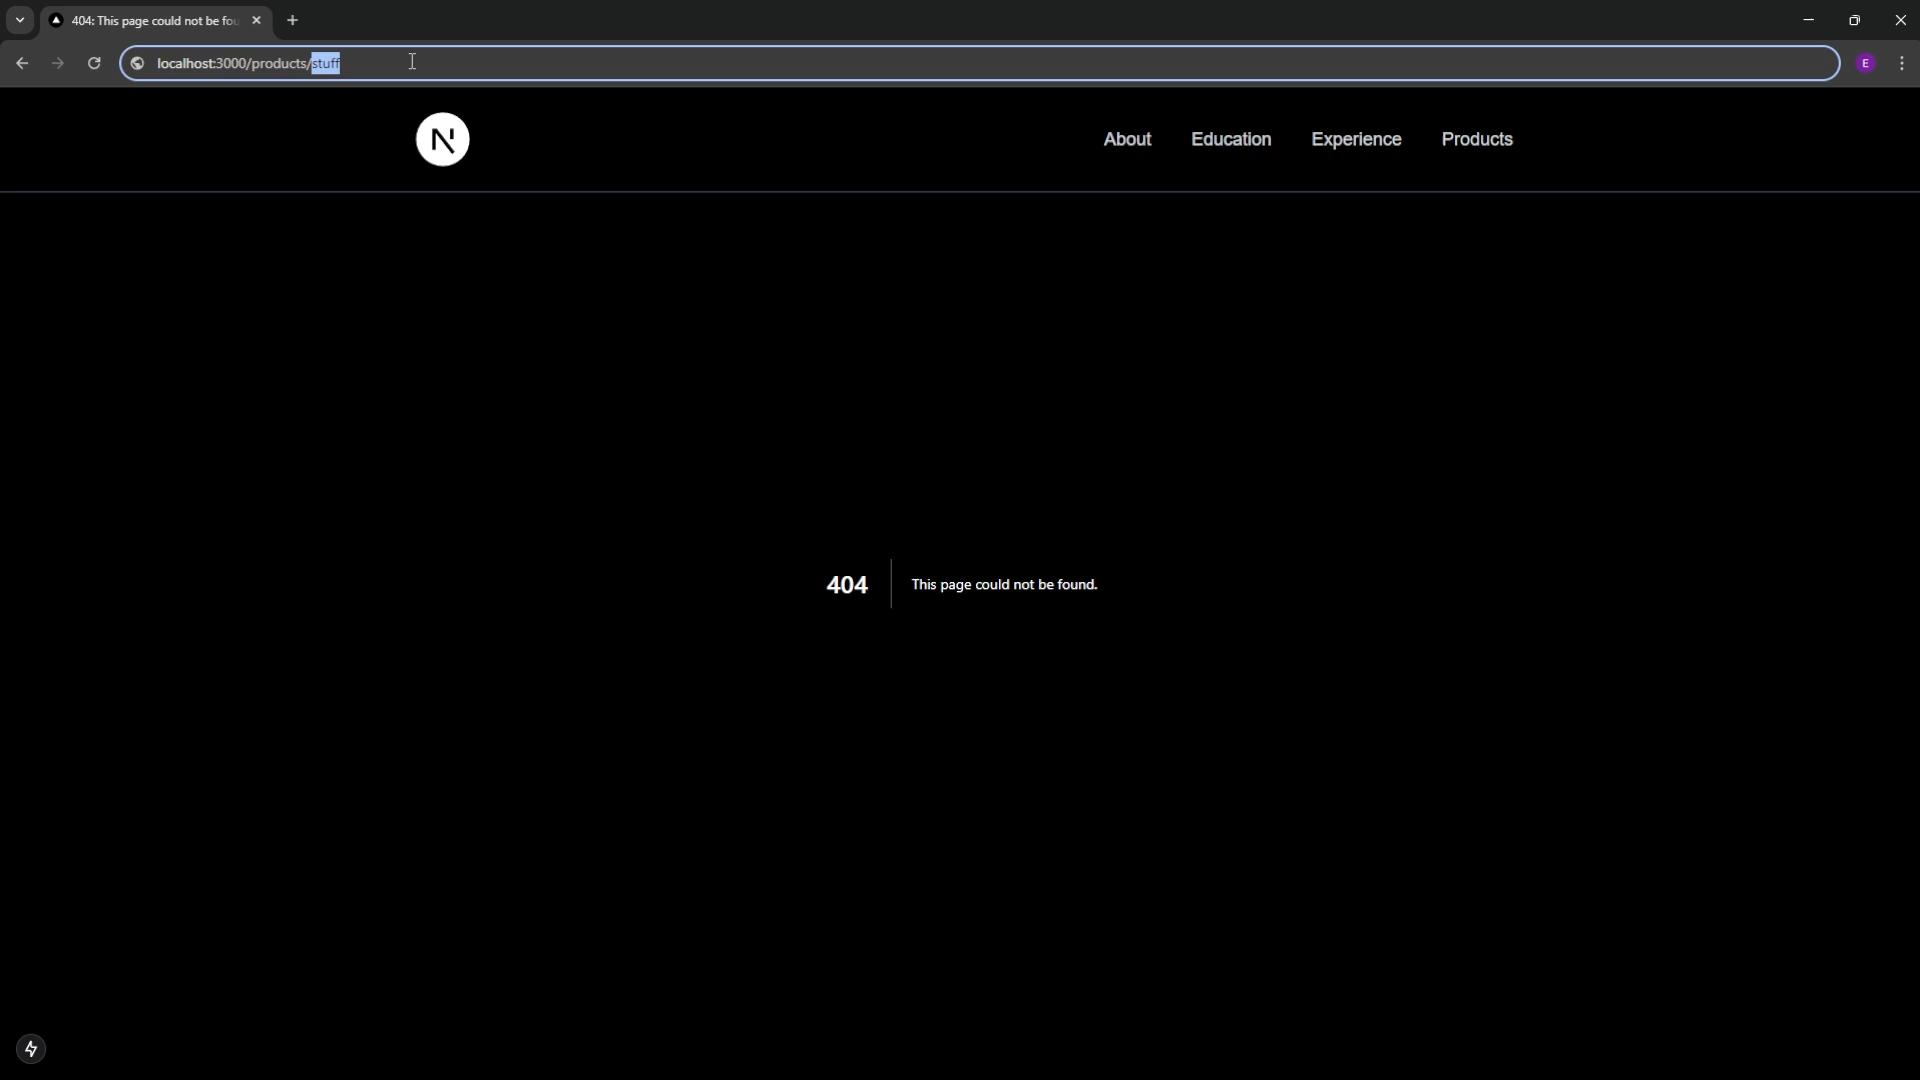 404: This page could not be fou
localhost:3000/products/stuff
E
N
About Education Experience Products
404 This page could not be found.